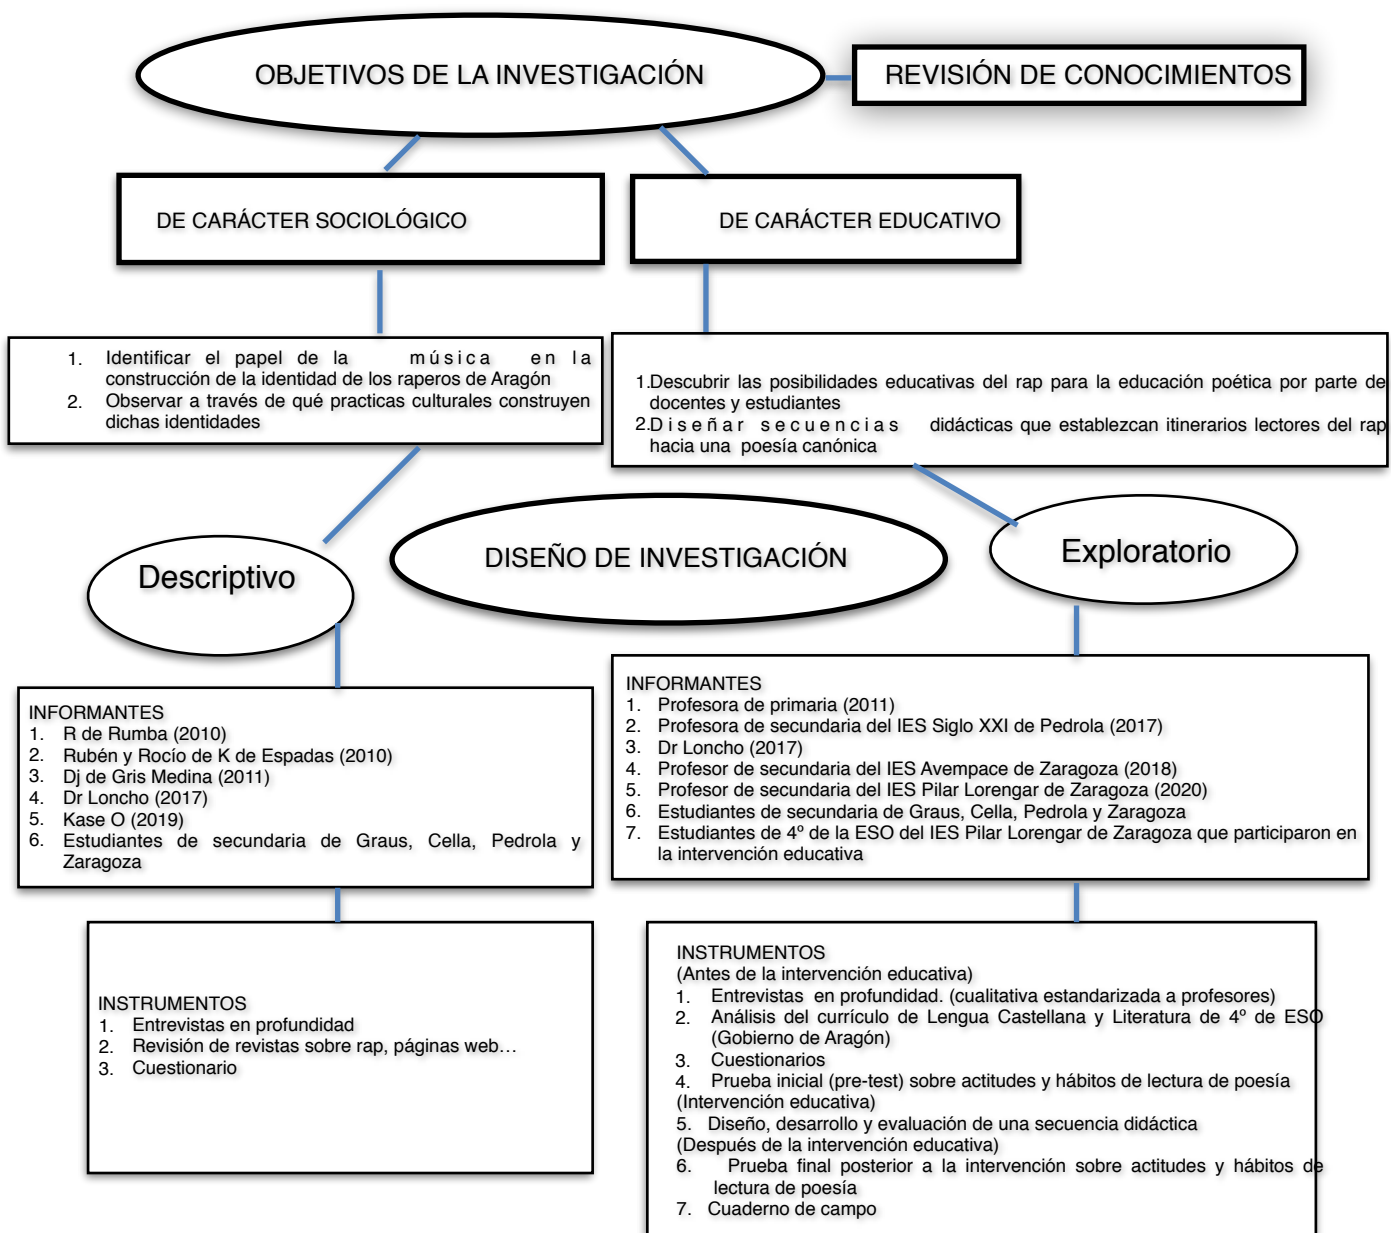 OBJETIVOS DE LA INVESTIGACIÓN
REVISIÓN DE CONOCIMIENTOS
DE CARÁCTER SOCIOLÓGICO
DE CARÁCTER EDUCATIVO
1. Identificar el papel de la música en la
construcción de la identidad de los raperos de Aragón
2. Observar a través de qué practicas culturales construyen
dichas identidades
1.Descubrir las posibilidades educativas del rap para la educación poética por parte de
docentes y estudiantes
2.Diseñar secuencias didácticas que establezcan itinerarios lectores del rap
hacia una poesía canónica
Descriptivo
DISEÑO DE INVESTIGACIÓN
Exploratorio
INFORMANTES
1. R de Rumba (2010)
2. Rubén y Rocío de K de Espadas (2010)
3. Dj de Gris Medina (2011)
4. Dr Loncho (2017)
5. Kase O (2019)
6. Estudiantes de secundaria de Graus, Cella, Pedrola y
Zaragoza
INFORMANTES
1. Profesora de primaria (2011)
2. Profesora de secundaria del IES Siglo XXI de Pedrola (2017)
3. Dr Loncho (2017)
4. Profesor de secundaria del IES Avempace de Zaragoza (2018)
5. Profesor de secundaria del IES Pilar Lorengar de Zaragoza (2020)
6. Estudiantes de secundaria de Graus, Cella, Pedrola y Zaragoza
7. Estudiantes de 4º de la ESO del IES Pilar Lorengar de Zaragoza que participaron en
la intervención educativa
INSTRUMENTOS
1. Entrevistas en profundidad
2. Revisión de revistas sobre rap, páginas web…
3. Cuestionario
INSTRUMENTOS
(Antes de la intervención educativa)
1. Entrevistas en profundidad. (cualitativa estandarizada a profesores)
2. Análisis del currículo de Lengua Castellana y Literatura de 4º de ESO
(Gobierno de Aragón)
3. Cuestionarios
4. Prueba inicial (pre-test) sobre actitudes y hábitos de lectura de poesía
(Intervención educativa)
5. Diseño, desarrollo y evaluación de una secuencia didáctica
(Después de la intervención educativa)
6. Prueba final posterior a la intervención sobre actitudes y hábitos de
lectura de poesía
7. Cuaderno de campo